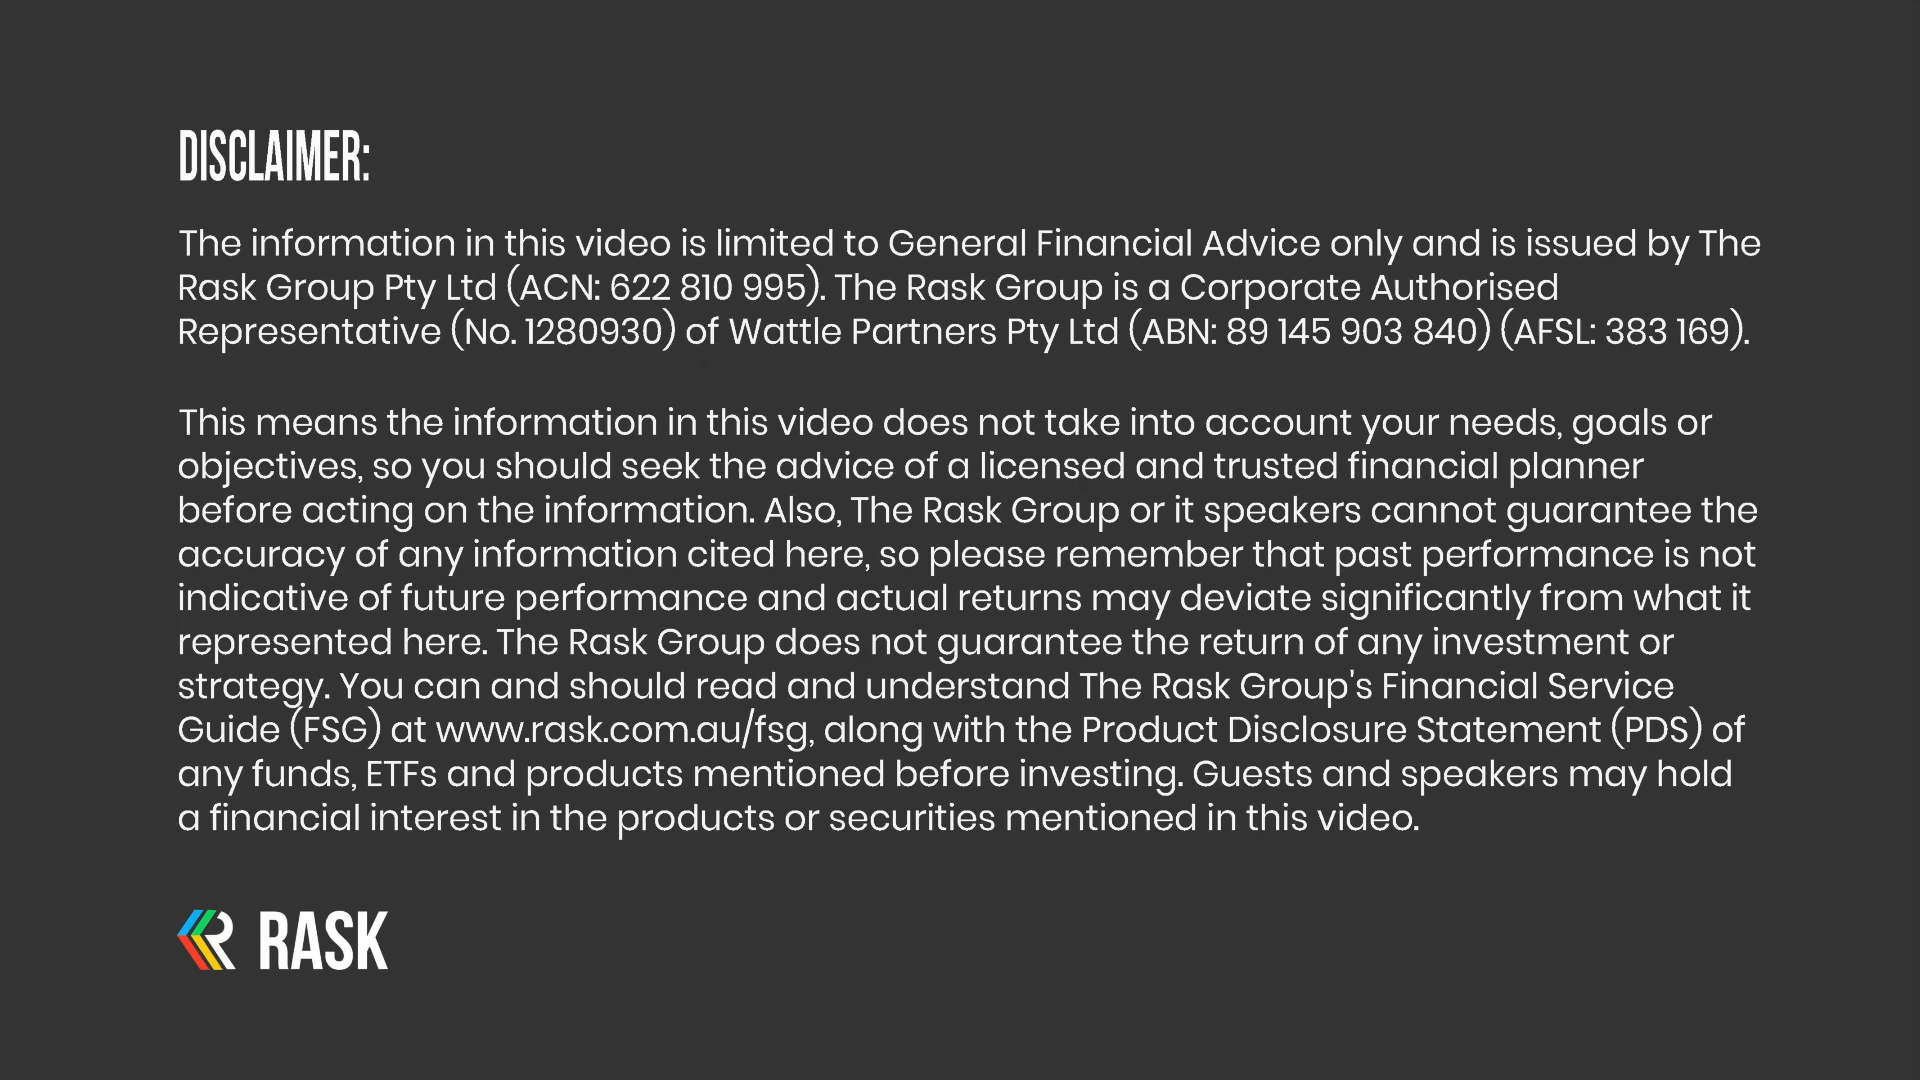 DISCLAIMER:
The information in this video is limited to General Financial Advice only and is issued by The
Rask Group Pty Ltd (ACN: 622 810 995). The Rask Group is a Corporate Authorised
Representative (No. 1280930) of Wattle Partners Pty Ltd (ABN: 89 145 903 840) (AFSL: 383 169).
This means the information in this video does not take into account your needs, goals or
objectives, so you should seek the advice of a licensed and trusted financial planner
before acting on the information. Also, The Rask Group or it speakers cannot guarantee the
accuracy of any information cited here, so please remember that past performance is not
indicative of future performance and actual returns may deviate significantly from what it
represented here. The Rask Group does not guarantee the return of any investment or
strategy. You can and should read and understand The Rask Group's Financial Service
Guide (FSG) at www.rask.com.au/fsg, along with the Product Disclosure Statement (PDS) of
any funds, ETFs and products mentioned before investing. Guests and speakers may hold
a financial interest in the products or securities mentioned in this video.
RASK